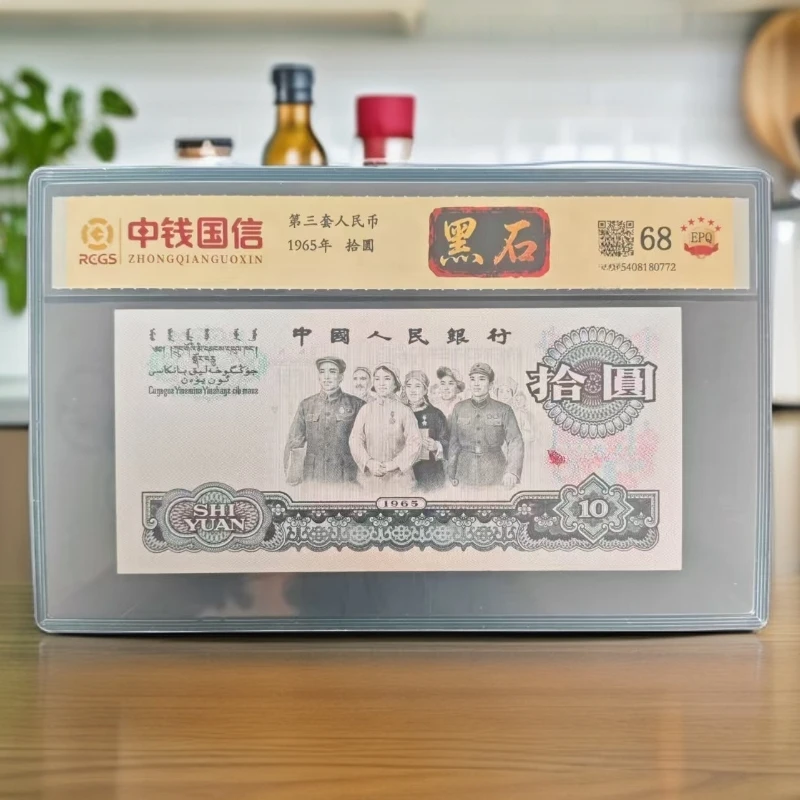 中钱国信
RCGS ZHONGQIANGUOXIN
第三套人民币
1965年 拾圆
黑石
68
EPQ
5408180772
中國人民銀行
拾圓
SHI
YUAN
1965
10